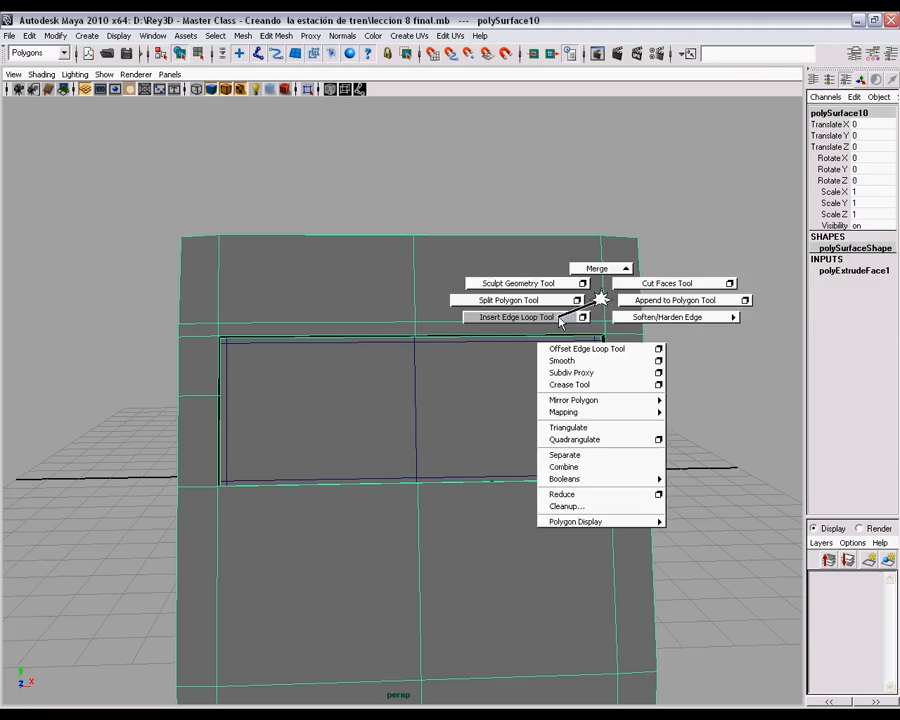 Autodesk Maya 2010 x64: D:\Rey3D - Master Class - Creando la estación de tren\leccion 8 final.mb --- polySurface10
File Edit Modify Create Display Window Assets Select Mesh Edit Mesh Proxy Normals Color Create UVs Edit UVs Help
Polygons
View Shading Lighting Show Renderer Panels
Channels Edit Object
polySurface10
Translate X 0
Translate Y 0
Translate Z 0
Rotate X 0
Rotate Y 0
Rotate Z 0
Scale X 1
Scale Y 1
Scale Z 1
Visibility on
SHAPES
polySurfaceShape
INPUTS
polyExtrudeFace1
Merge
Sculpt Geometry Tool
Cut Faces Tool
Split Polygon Tool
Append to Polygon Tool
Insert Edge Loop Tool
Soften/Harden Edge
Offset Edge Loop Tool
Smooth
Subdiv Proxy
Crease Tool
Mirror Polygon
Mapping
Triangulate
Quadrangulate
Separate
Combine
Booleans
Reduce
Cleanup...
Polygon Display
Display Render
Layers Options Help
persp
Y
Z X
<< >>